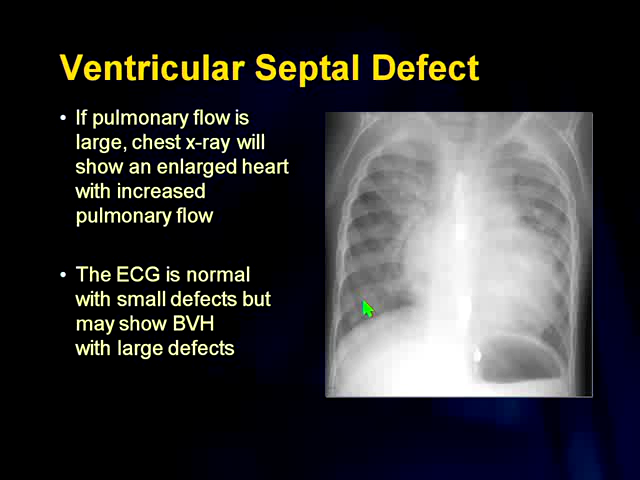 Ventricular Septal Defect
• If pulmonary flow is
large, chest x-ray will
show an enlarged heart
with increased
pulmonary flow
• The ECG is normal
with small defects but
may show BVH
with large defects